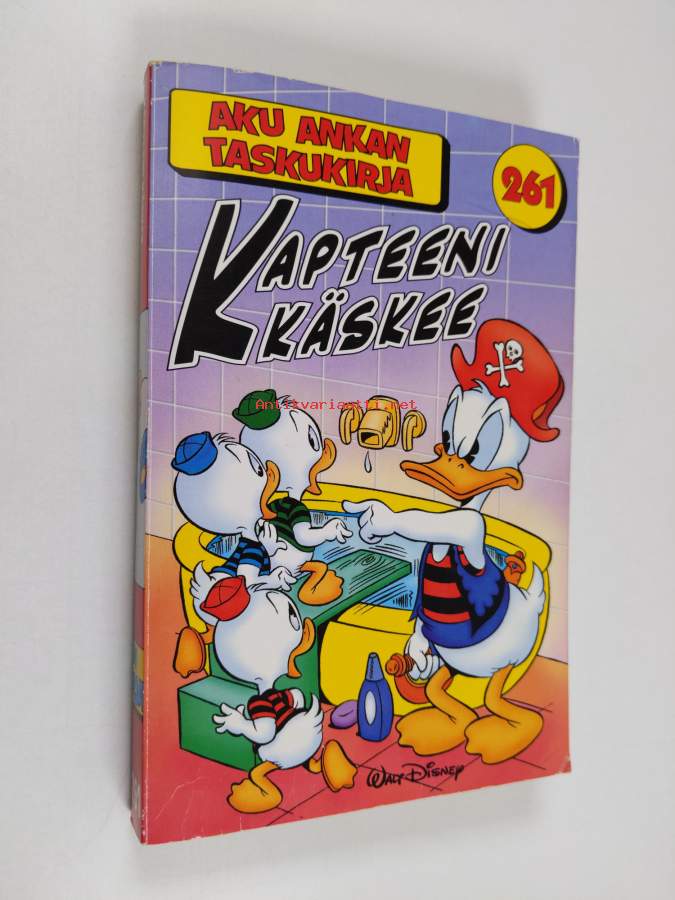 AKU ANKAN
TASKUKIRJA
261
KAPTEENI
KÄSKEE
Antikvariaatti.net
WALT DISNEY